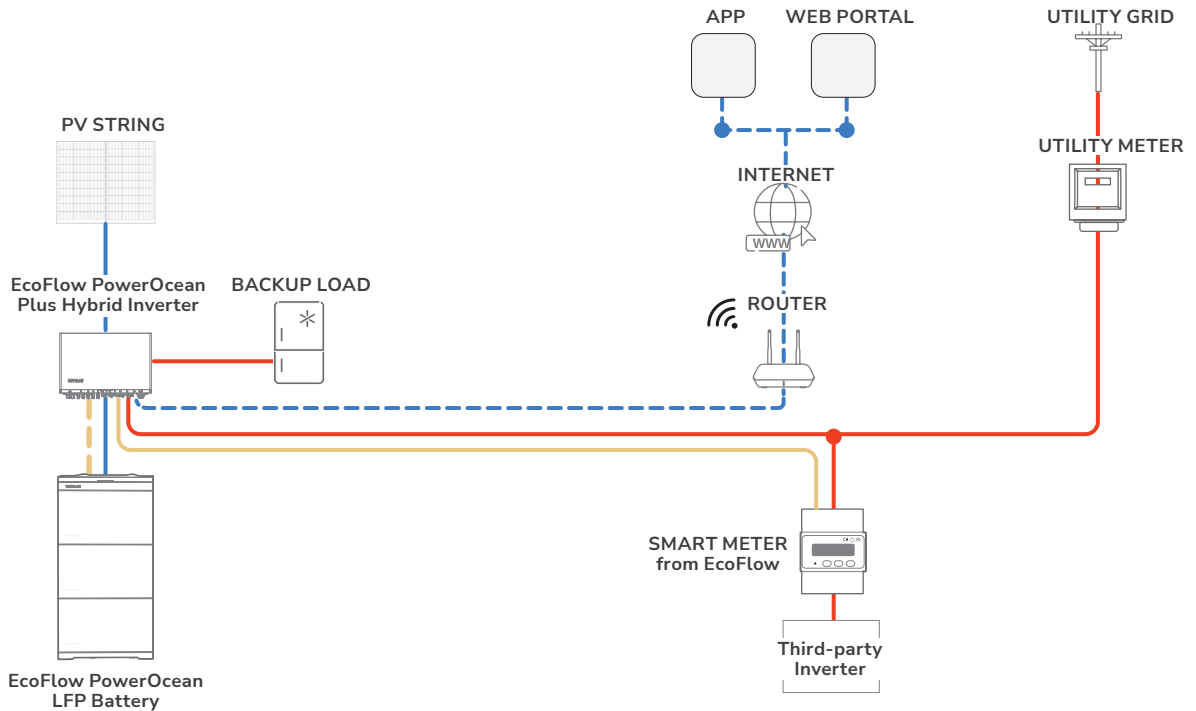 APP
WEB PORTAL
UTILITY GRID
PV STRING
UTILITY METER
INTERNET
WWW
EcoFlow PowerOcean
Plus Hybrid Inverter
BACKUP LOAD
ROUTER
SMART METER
from EcoFlow
Third-party
Inverter
EcoFlow PowerOcean
LFP Battery